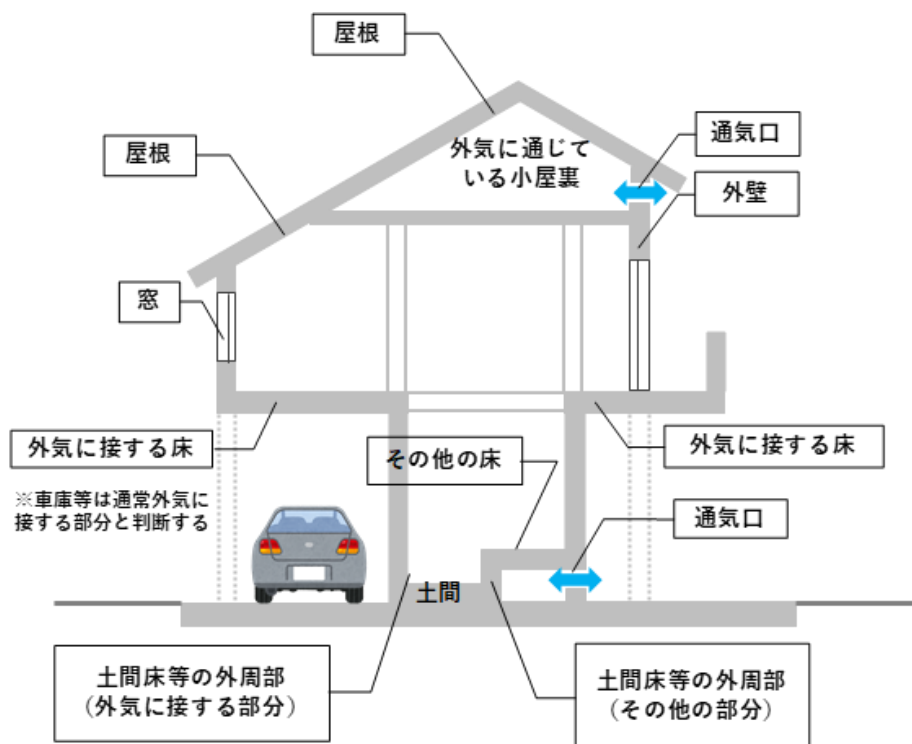 屋根
通気口
屋根
外気に通じて
いる小屋裏
外壁
窓
外気に接する床
その他の床
外気に接する床
※車庫等は通常外気に
接する部分と判断する
通気口
土間
土間床等の外周部
（外気に接する部分）
土間床等の外周部
（その他の部分）